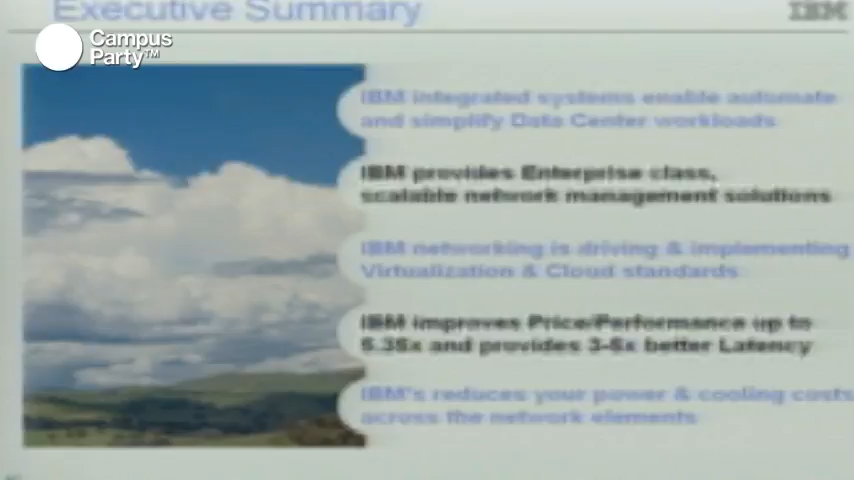 Executive Summary
IBM
Campus
Party™
IBM integrated systems enable automate
and simplify Data Center workloads
IBM provides Enterprise class,
scalable network management solutions
IBM networking is driving & implementing
Virtualization & Cloud standards
IBM improves Price/Performance up to
and provides better Latency
IBM's reduces your power & cooling costs
across the network elements